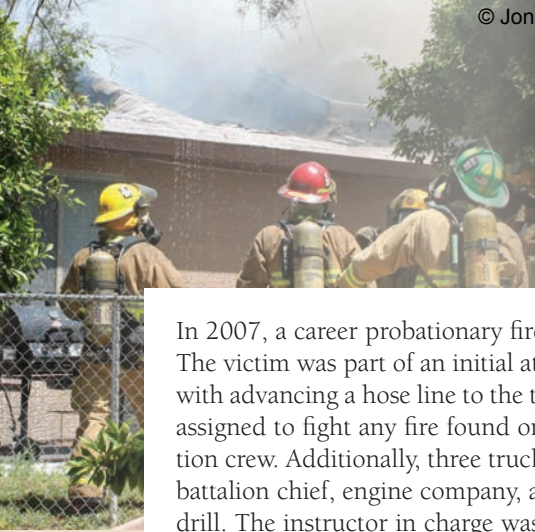 © Jon
In 2007, a career probationary fire
The victim was part of an initial at
with advancing a hose line to the t
assigned to fight any fire found on
tion crew. Additionally, three truck
battalion chief, engine company, a
drill. The instructor in charge was